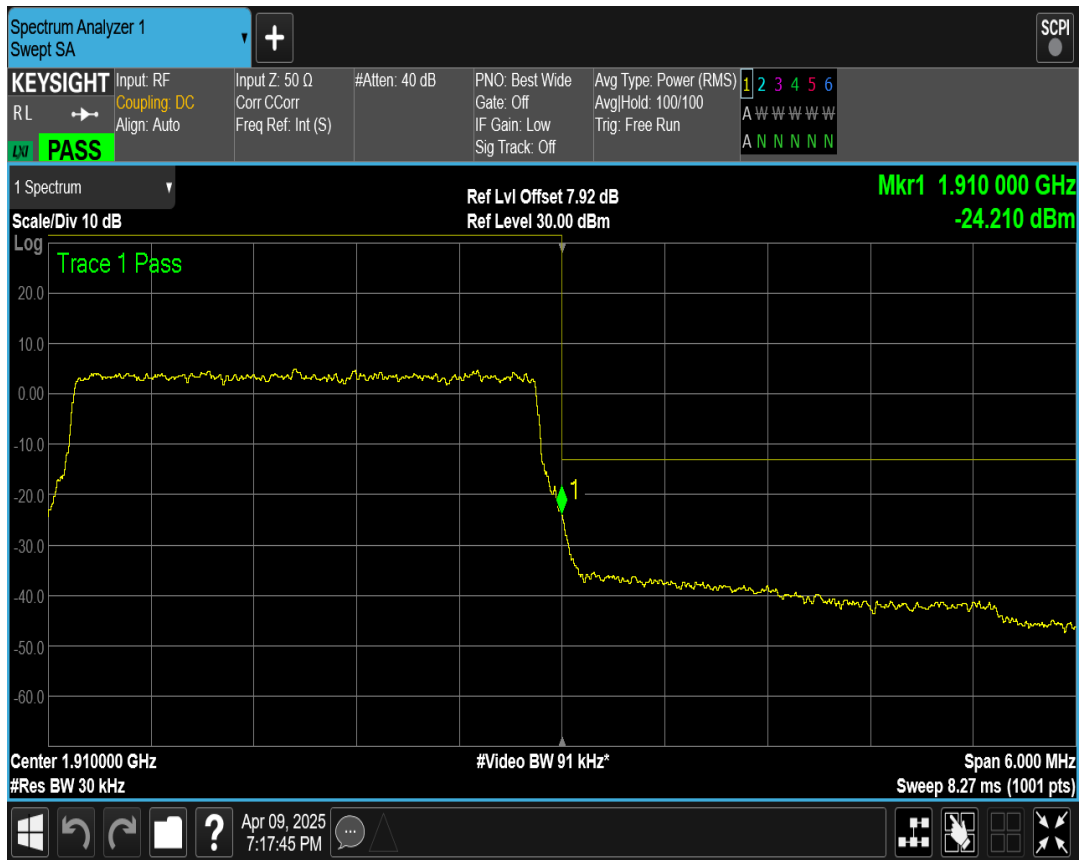 Spectrum Analyzer 1
Swept SA
+
SCPI
KEYSIGHT
RL
LXI
PASS
Input: RF
Coupling: DC
Align: Auto
Input Z: 50 Ω
Corr CCorr
Freq Ref: Int (S)
#Atten: 40 dB
PNO: Best Wide
Gate: Off
IF Gain: Low
Sig Track: Off
Avg Type: Power (RMS)
Avg|Hold: 100/100
Trig: Free Run
1 2 3 4 5 6
A W W W W W
A N N N N N
1 Spectrum
Scale/Div 10 dB
Ref Lvl Offset 7.92 dB
Ref Level 30.00 dBm
Mkr1 1.910 000 GHz
-24.210 dBm
Log
Trace 1 Pass
20.0
10.0
0.00
-10.0
-20.0
1
-30.0
-40.0
-50.0
-60.0
Center 1.910000 GHz
#Video BW 91 kHz*
Span 6.000 MHz
#Res BW 30 kHz
Sweep 8.27 ms (1001 pts)
?
Apr 09, 2025
7:17:45 PM